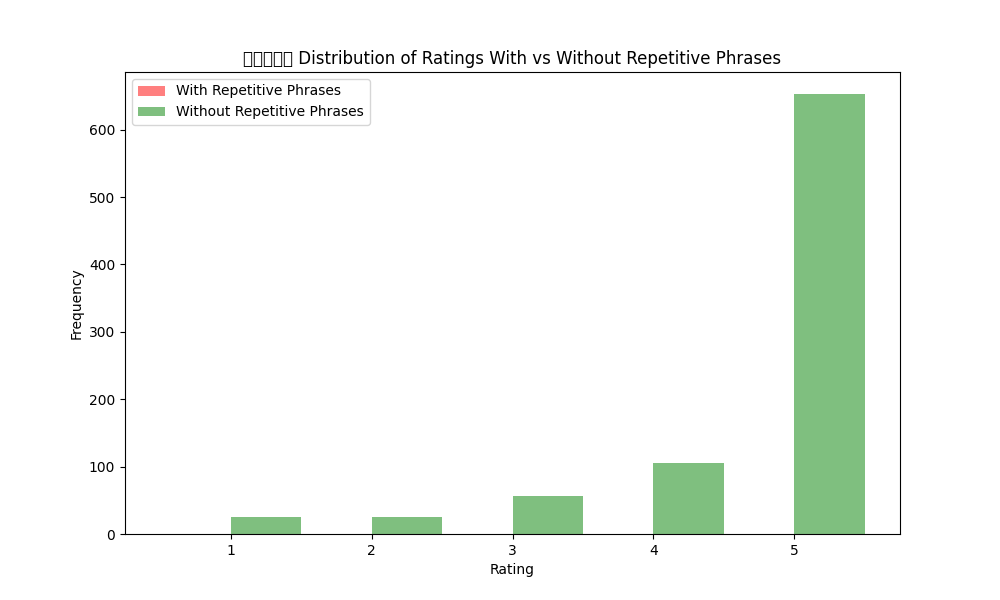 Distribution of Ratings With vs Without Repetitive Phrases
With Repetitive Phrases
Without Repetitive Phrases
Frequency
600
500
400
300
200
100
0
1 2 3 4 5
Rating